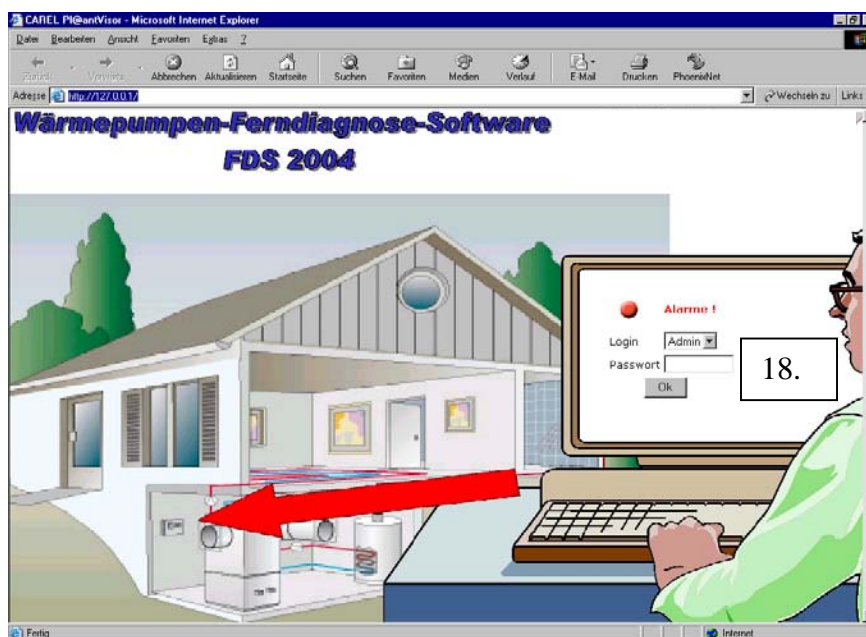 CAREL Pl@antVisor - Microsoft Internet Explorer
Datei Bearbeiten Ansicht Favoriten Extras ?
Zurück Vorwärts Abbrechen Aktualisieren Startseite Suchen Favoriten Medien Verlauf E-Mail Drucken PhoenixNet
Adresse http://127.0.0.1/ Wechseln zu Links
Wärmepumpen-Ferndiagnose-Software
FDS 2004
Alarme !
Login Admin
Passwort
Ok
18.
Fertig Internet